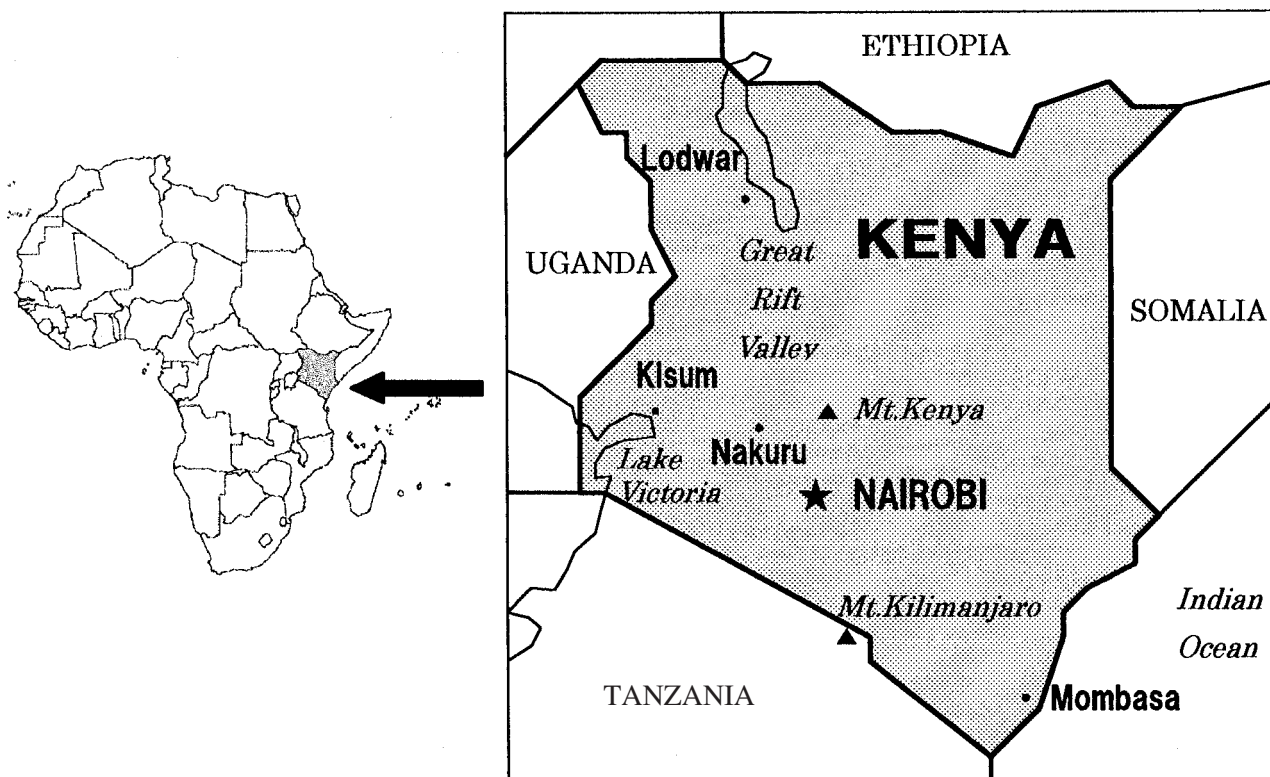 ETHIOPIA
Lodwar
KENYA
Great
Rift
Vallev
UGANDA
SOMALIA
KIsum
Mt.Kenya
Nakuru
Lake
Victoria
NAIROBI
Mt.Kilimanjaro
Indian
Ocean
TANZANIA
Mombasa